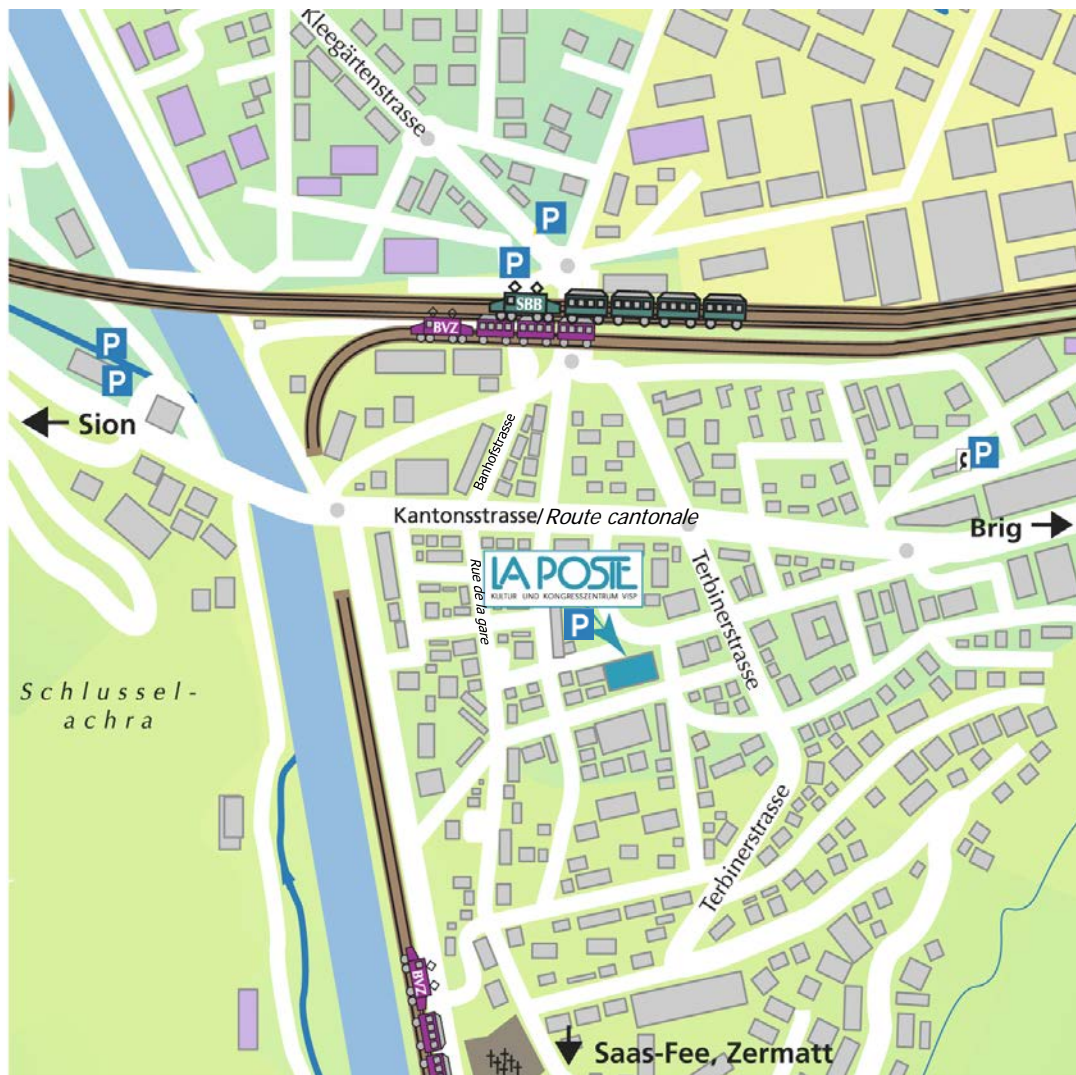 Kleegärtenstrasse
P
P
SBB
BVZ
P
P
Sion
Banhofstrasse
P
Kantonsstrasse/Route cantonale
Brig
LA POSTE
KULTUR UND KONGRESSZENTRUM VISP
Rue de la gare
Terbinerstrasse
P
Schlussel-
achra
Terbinerstrasse
BVZ
Saas-Fee, Zermatt